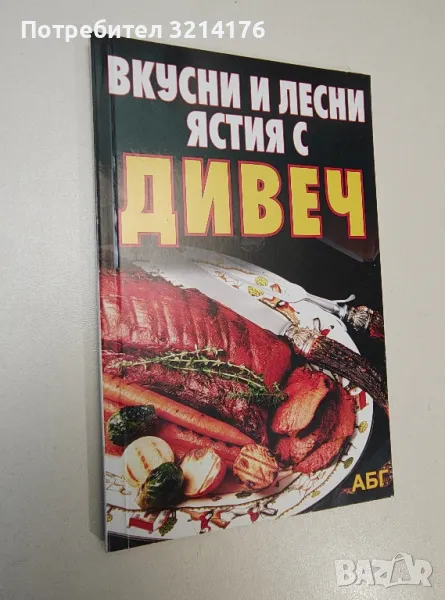 Потребител 3214176
ВКУСНИ И ЛЕСНИ
ЯСТИЯ С
ДИВЕЧ
АБГ
BAZAR